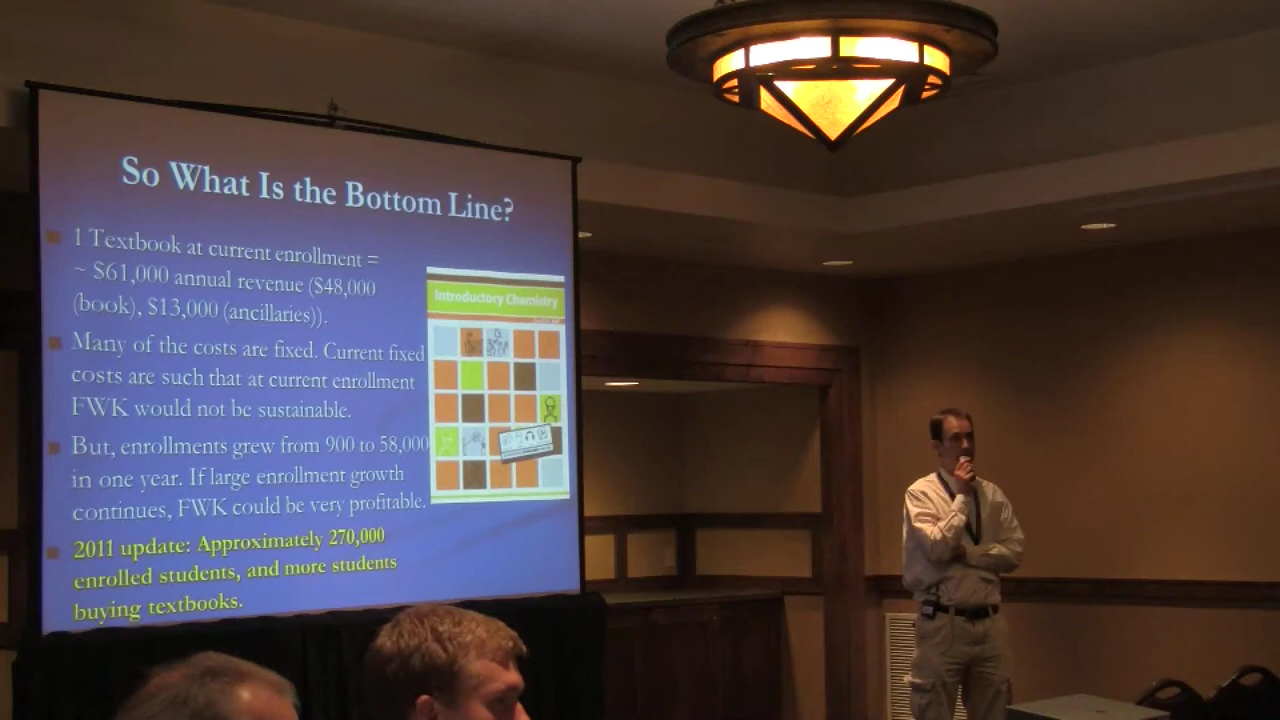 So What Is the Bottom Line?
1 Textbook at current enrollment =
~ $61,000 annual revenue ($48,000
(book), $13,000 (ancillaries)).
Many of the costs are fixed. Current fixed
costs are such that at current enrollment
FWK would not be sustainable.
But, enrollments grew from 900 to 58,000
in one year. If large enrollment growth
continues, FWK could be very profitable.
2011 update: Approximately 270,000
enrolled students, and more students
buying textbooks.
Introductory Chemistry